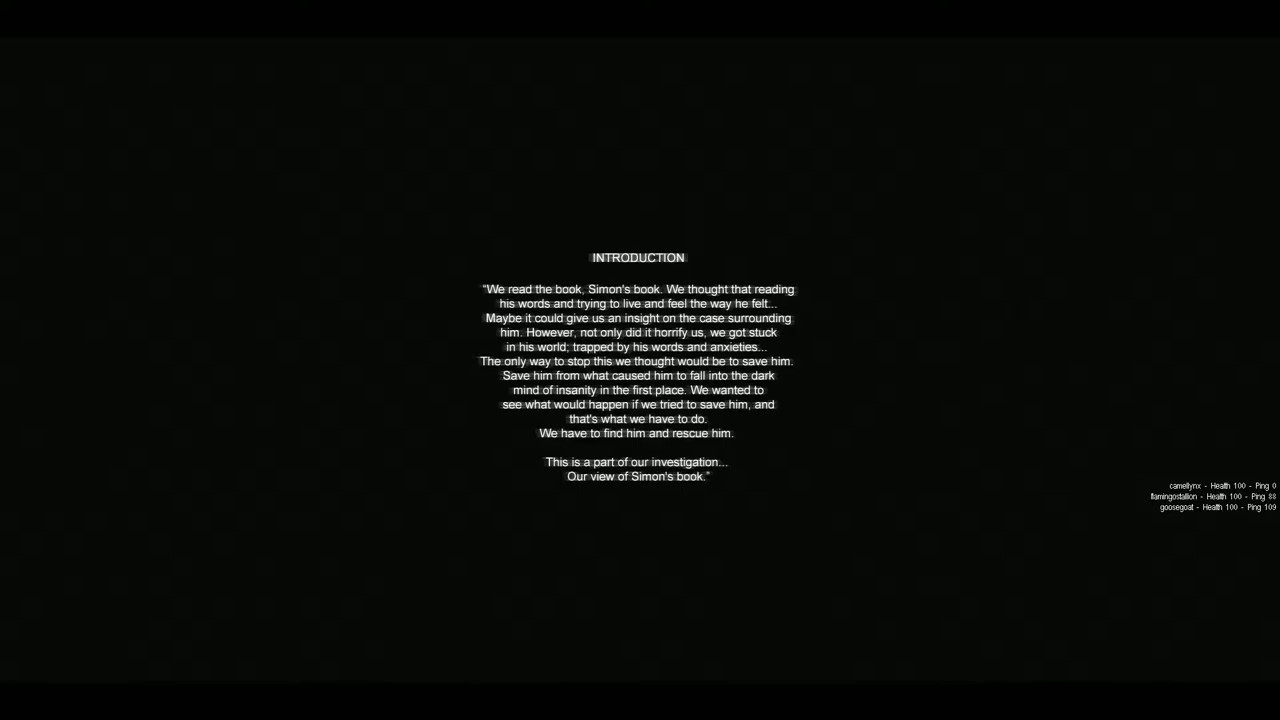 INTRODUCTION
“We read the book, Simon's book. We thought that reading
his words and trying to live and feel the way he felt...
Maybe it could give us an insight on the case surrounding
him. However, not only did it horrify us, we got stuck
in his world; trapped by his words and anxieties...
The only way to stop this we thought would be to save him.
Save him from what caused him to fall into the dark
mind of insanity in the first place. We wanted to
see what would happen if we tried to save him, and
that's what we have to do.
We have to find him and rescue him.
This is a part of our investigation...
Our view of Simon's book.”
camellynx - Health 100 - Ping 0
flamingostallion - Health 100 - Ping 88
goosegoat - Health 100 - Ping 109